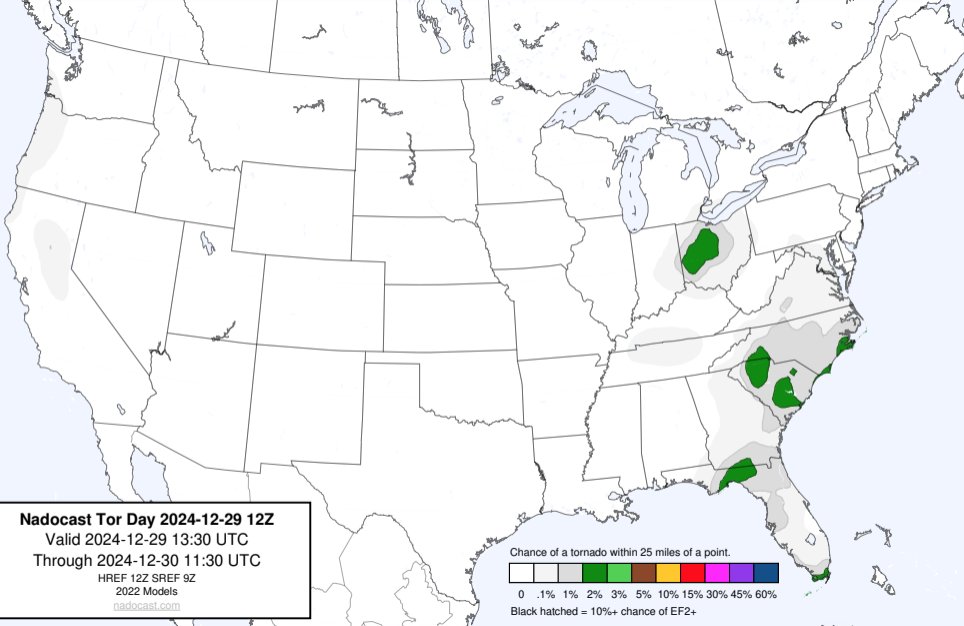 Nadocast Tor Day 2024-12-29 12Z
Valid 2024-12-29 13:30 UTC
Through 2024-12-30 11:30 UTC
HREF 12Z SREF 9Z
2022 Models
nadocast.com
Chance of a tornado within 25 miles of a point.
0 .1% 1% 2% 3% 5% 10% 15% 30% 45% 60%
Black hatched = 10%+ chance of EF2+